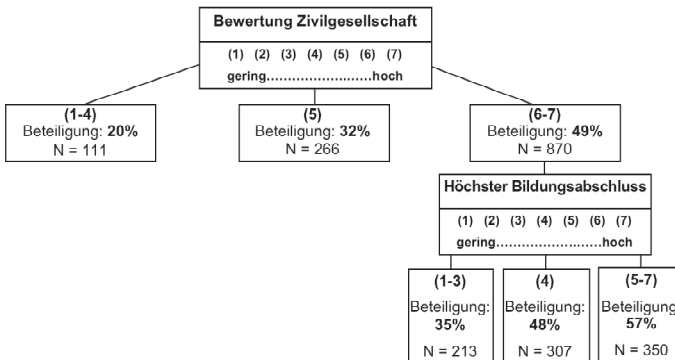 Bewertung Zivilgesellschaft
(1) (2) (3) (4) (5) (6) (7)
gering........................hoch
(1-4)
Beteiligung: 20%
N = 111
(5)
Beteiligung: 32%
N = 266
(6-7)
Beteiligung: 49%
N = 870
Höchster Bildungsabschluss
(1) (2) (3) (4) (5) (6) (7)
gering........................hoch
(1-3)
Beteiligung:
35%
N = 213
(4)
Beteiligung:
48%
N = 307
(5-7)
Beteiligung:
57%
N = 350